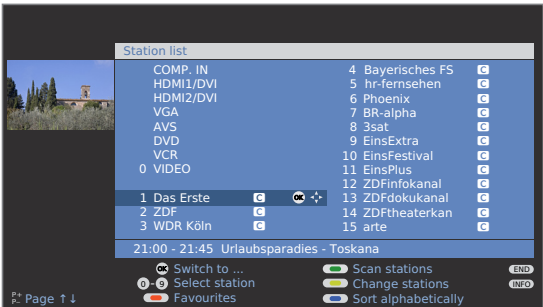 Station list
COMP. IN
HDMI1/DVI
HDMI2/DVI
VGA
AVS
DVD
VCR
0 VIDEO
1 Das Erste C OK
2 ZDF C
3 WDR Köln C
4 Bayerisches FS C
5 hr-fernsehen C
6 Phoenix C
7 BR-alpha C
8 3sat C
9 EinsExtra C
10 EinsFestival C
11 EinsPlus C
12 ZDFinfokanal C
13 ZDFdokukanal C
14 ZDFtheaterkan C
15 arte C
21:00 - 21:45 Urlaubsparadies - Toskana
OK Switch to ...
0-9 Select station
Favourites
Scan stations
Change stations
Sort alphabetically
END
INFO
P+
P- Page ↑↓